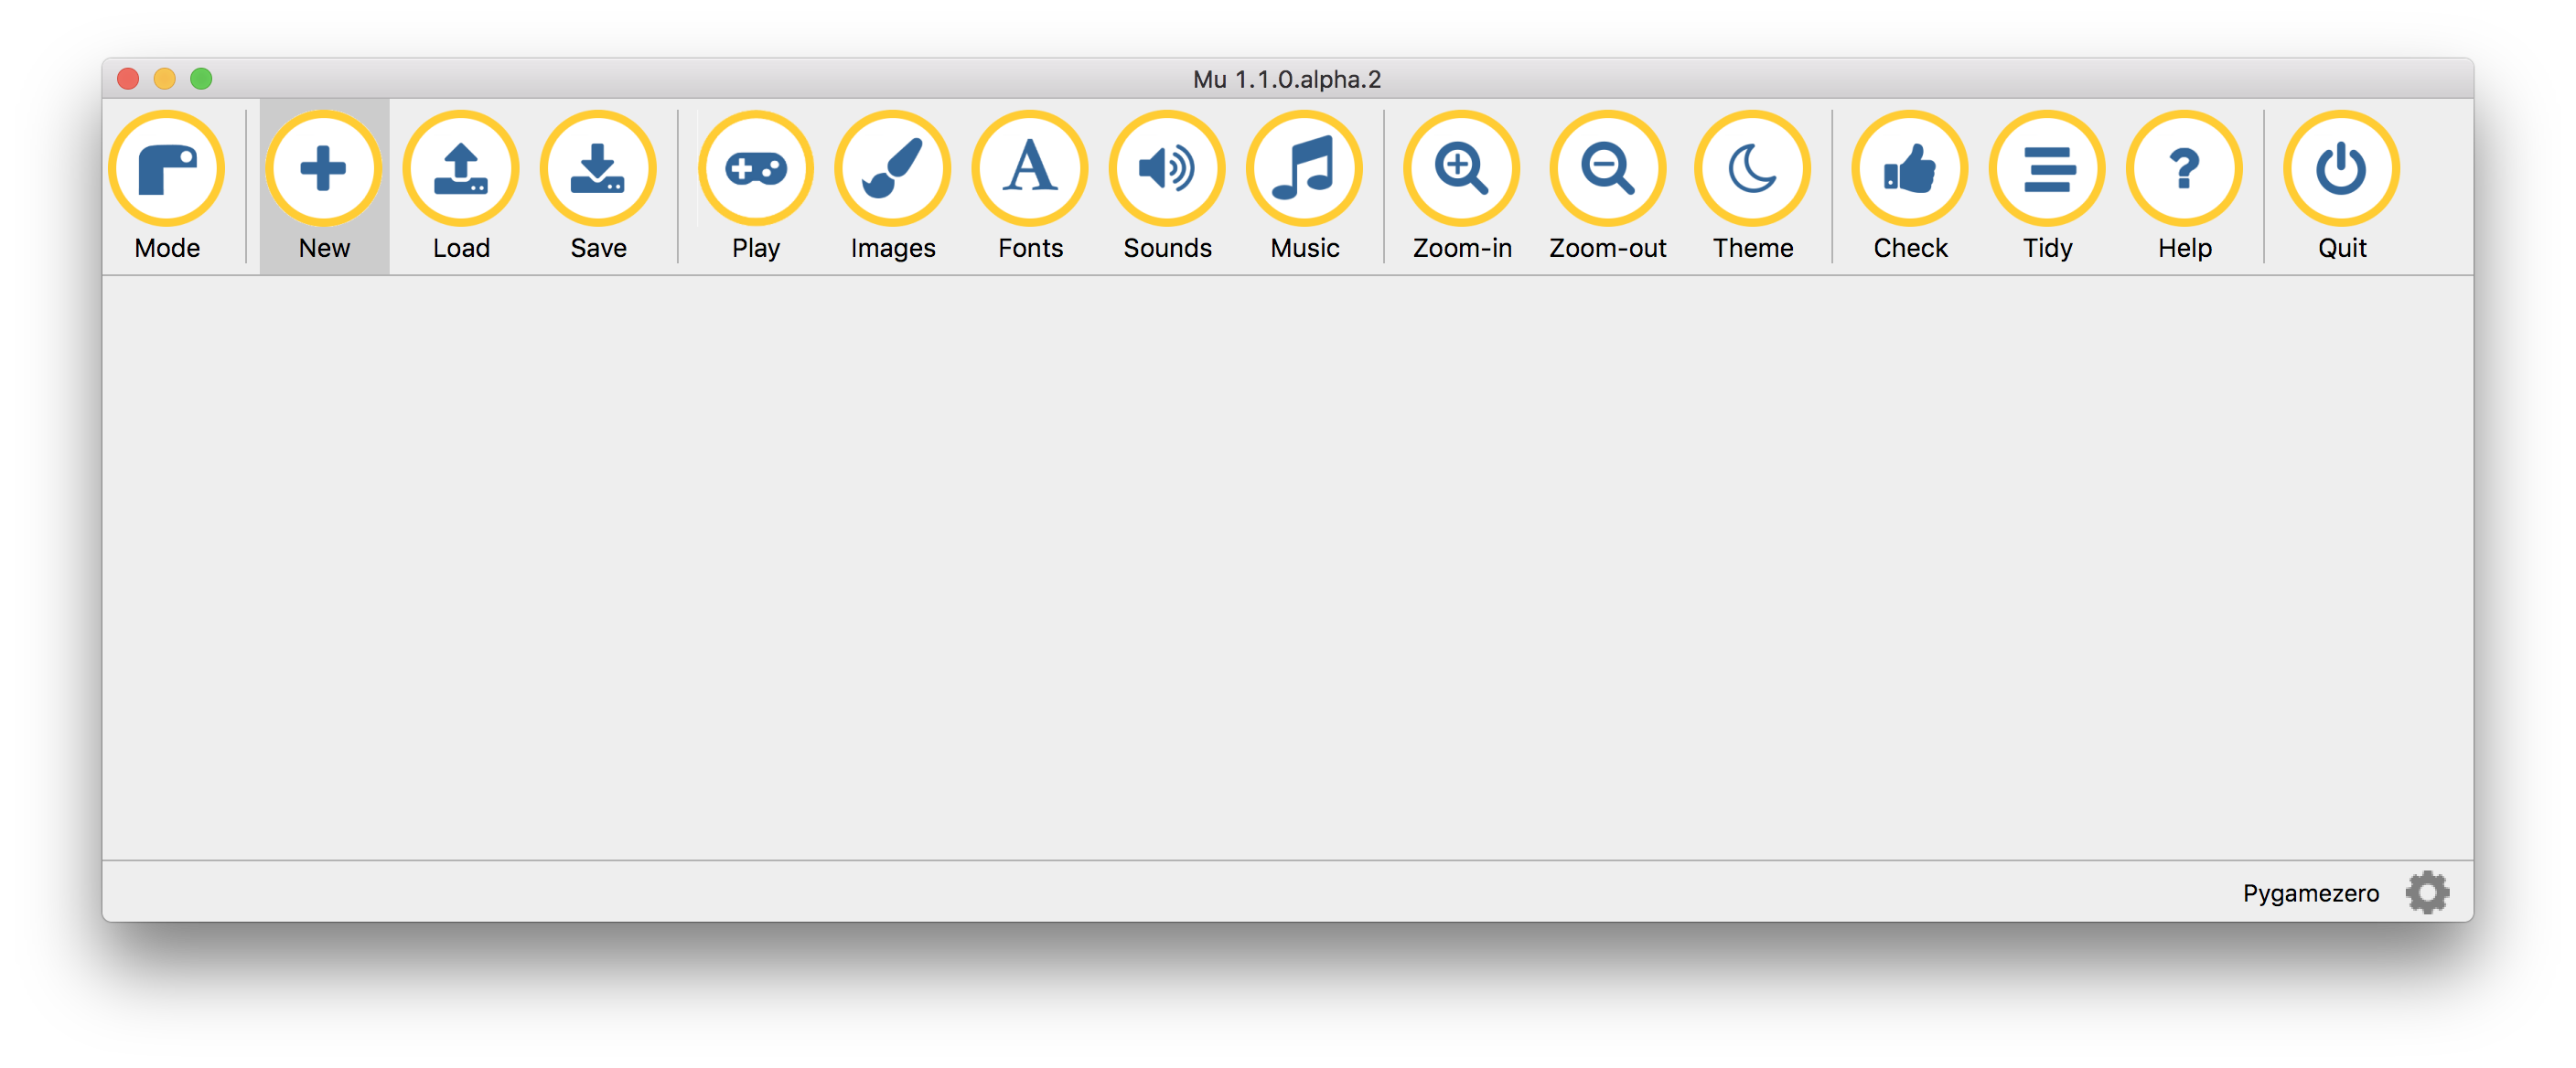 Mu 1.1.0.alpha.2
Mode New Load Save Play Images Fonts Sounds Music Zoom-in Zoom-out Theme Check Tidy Help Quit
Pygamezero